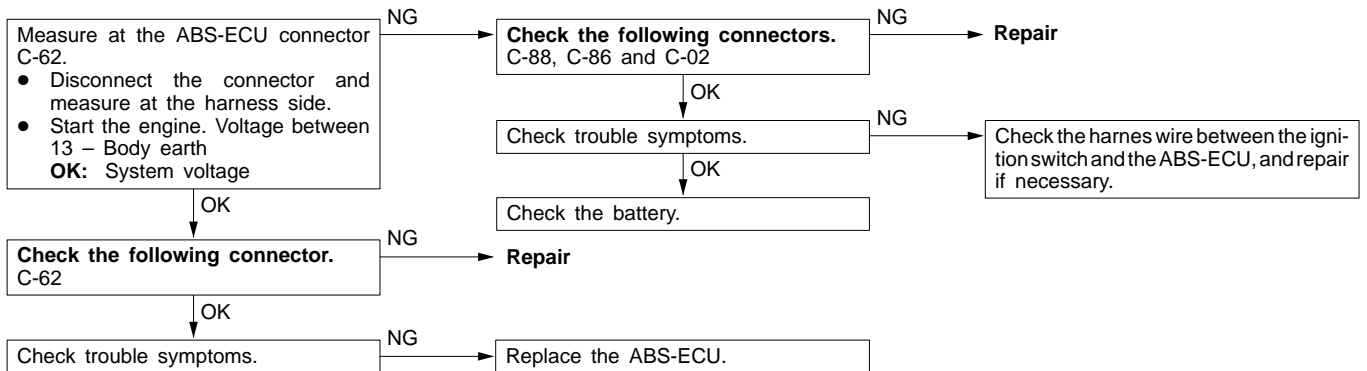 Measure at the ABS-ECU connector
C-62.
● Disconnect the connector and
measure at the harness side.
● Start the engine. Voltage between
13 – Body earth
OK: System voltage
NG
Check the following connectors.
C-88, C-86 and C-02
NG
Repair
OK
Check trouble symptoms.
NG
Check the harnes wire between the igni-
tion switch and the ABS-ECU, and repair
if necessary.
OK
Check the battery.
OK
Check the following connector.
C-62
NG
Repair
OK
Check trouble symptoms.
NG
Replace the ABS-ECU.